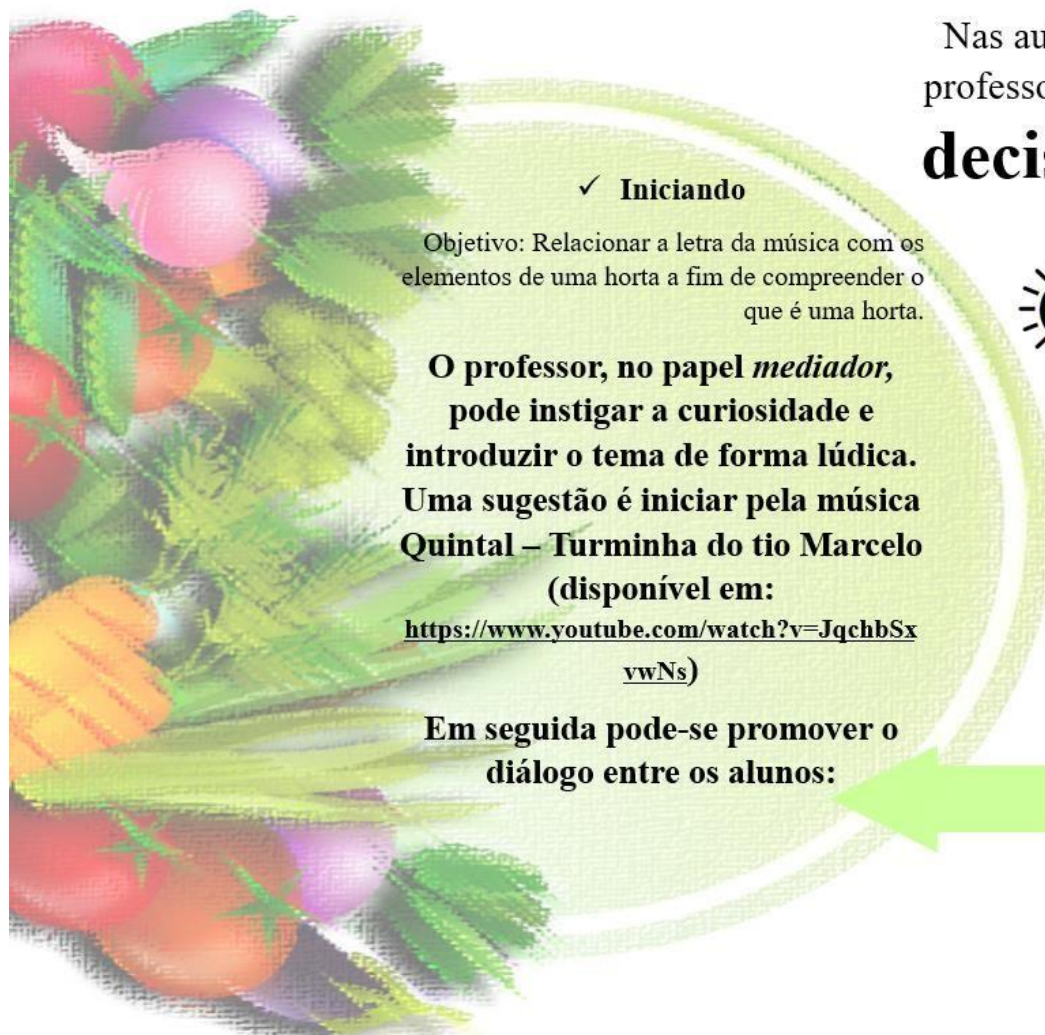 Nas au
professo
decis
✓ Iniciando
Objetivo: Relacionar a letra da música com os
elementos de uma horta a fim de compreender o
que é uma horta.
O professor, no papel mediador,
pode instigar a curiosidade e
introduzir o tema de forma lúdica.
Uma sugestão é iniciar pela música
Quintal – Turminha do tio Marcelo
(disponível em:
https://www.youtube.com/watch?v=JqchbSx
vwNs)
Em seguida pode-se promover o
diálogo entre os alunos: